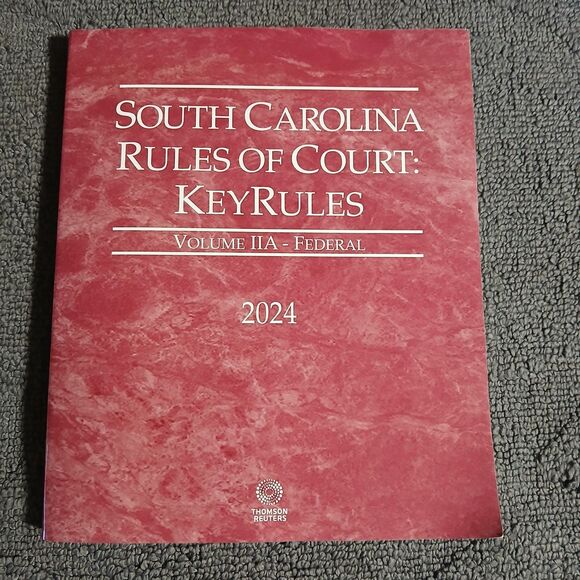 South Carolina
Rules of Court:
KeyRules
Volume IIA - Federal
2024
THOMSON
REUTERS